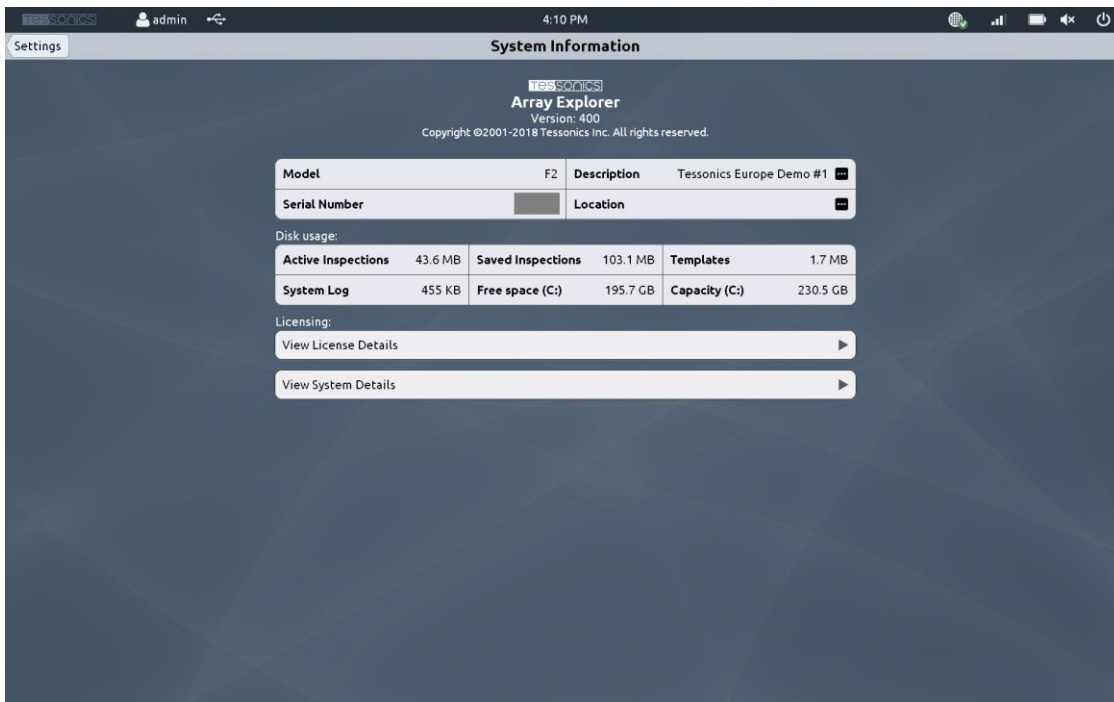 Tessonics admin 4:10 PM
Settings System Information
Tessonics
Array Explorer
Version: 400
Copyright ©2001-2018 Tessonics Inc. All rights reserved.
Model F2 Description Tessonics Europe Demo #1
Serial Number Location
Disk usage:
Active Inspections 43.6 MB Saved Inspections 103.1 MB Templates 1.7 MB
System Log 455 KB Free space (C:) 195.7 GB Capacity (C:) 230.5 GB
Licensing:
View License Details
View System Details